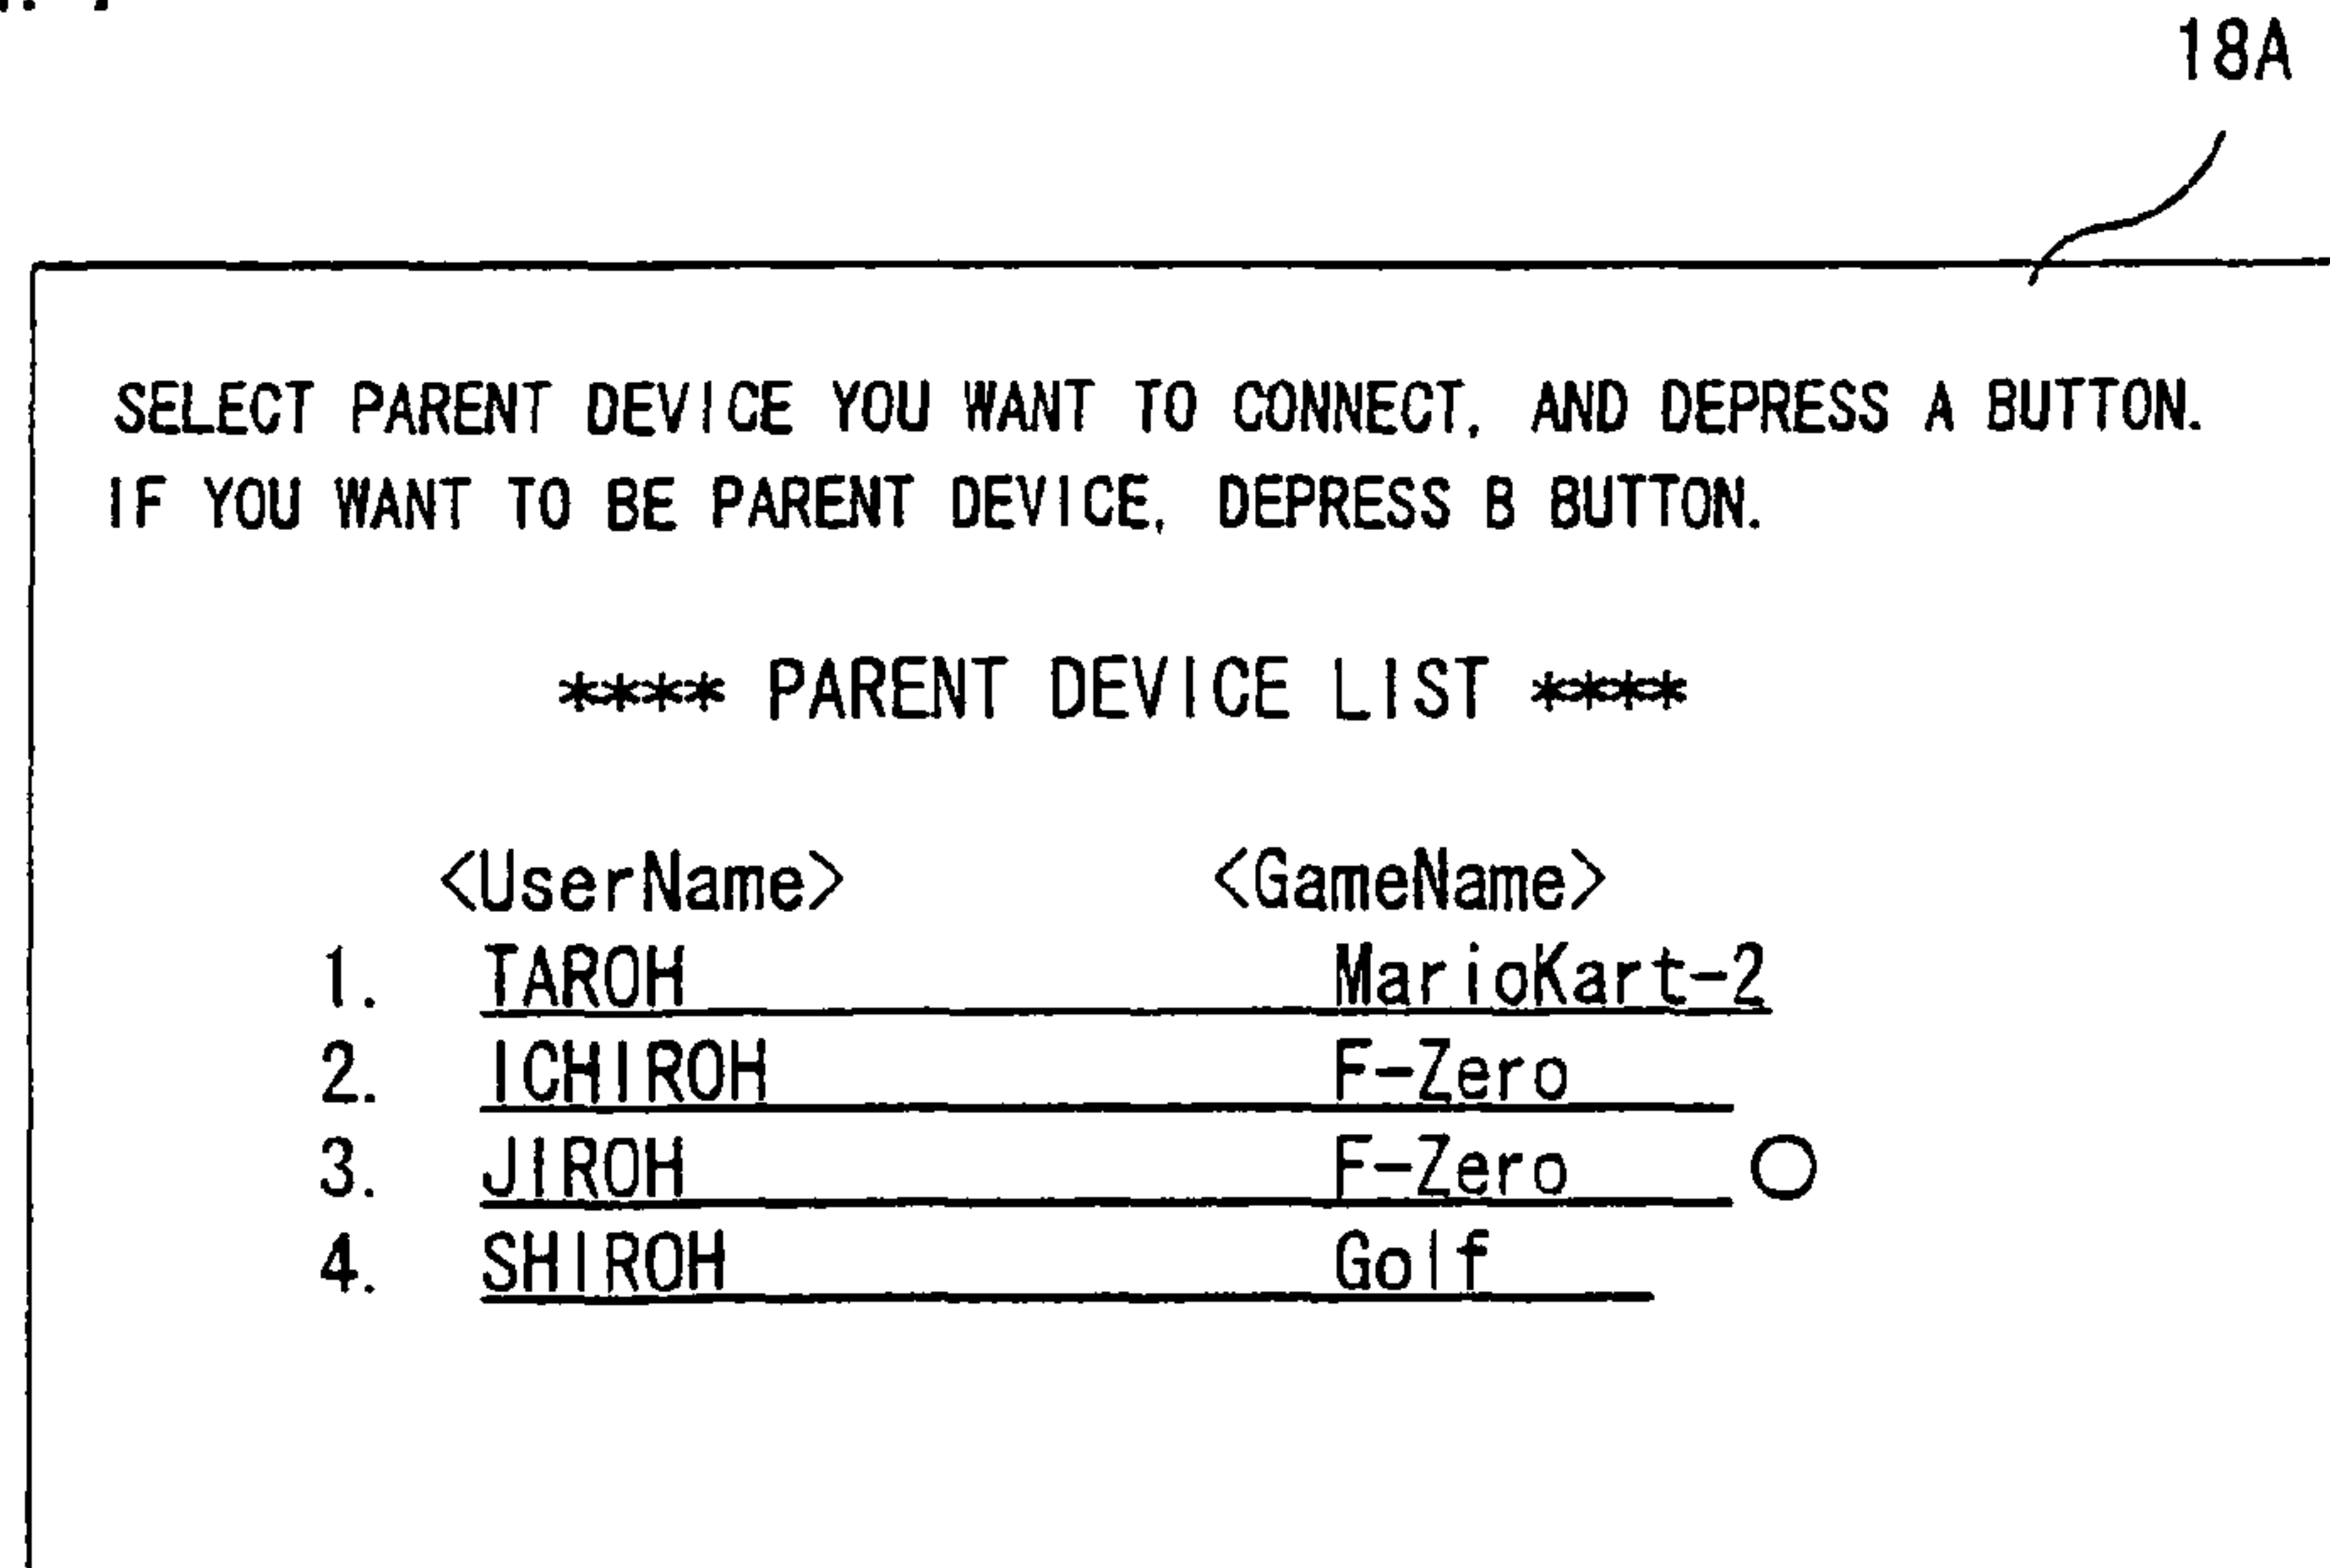 18A
SELECT PARENT DEVICE YOU WANT TO CONNECT, AND DEPRESS A BUTTON.
IF YOU WANT TO BE PARENT DEVICE, DEPRESS B BUTTON.
**** PARENT DEVICE LIST ****
<UserName> <GameName>
1. TAROH MarioKart-2
2. ICHIROH F-Zero
3. JIROH F-Zero ○
4. SHIROH Golf